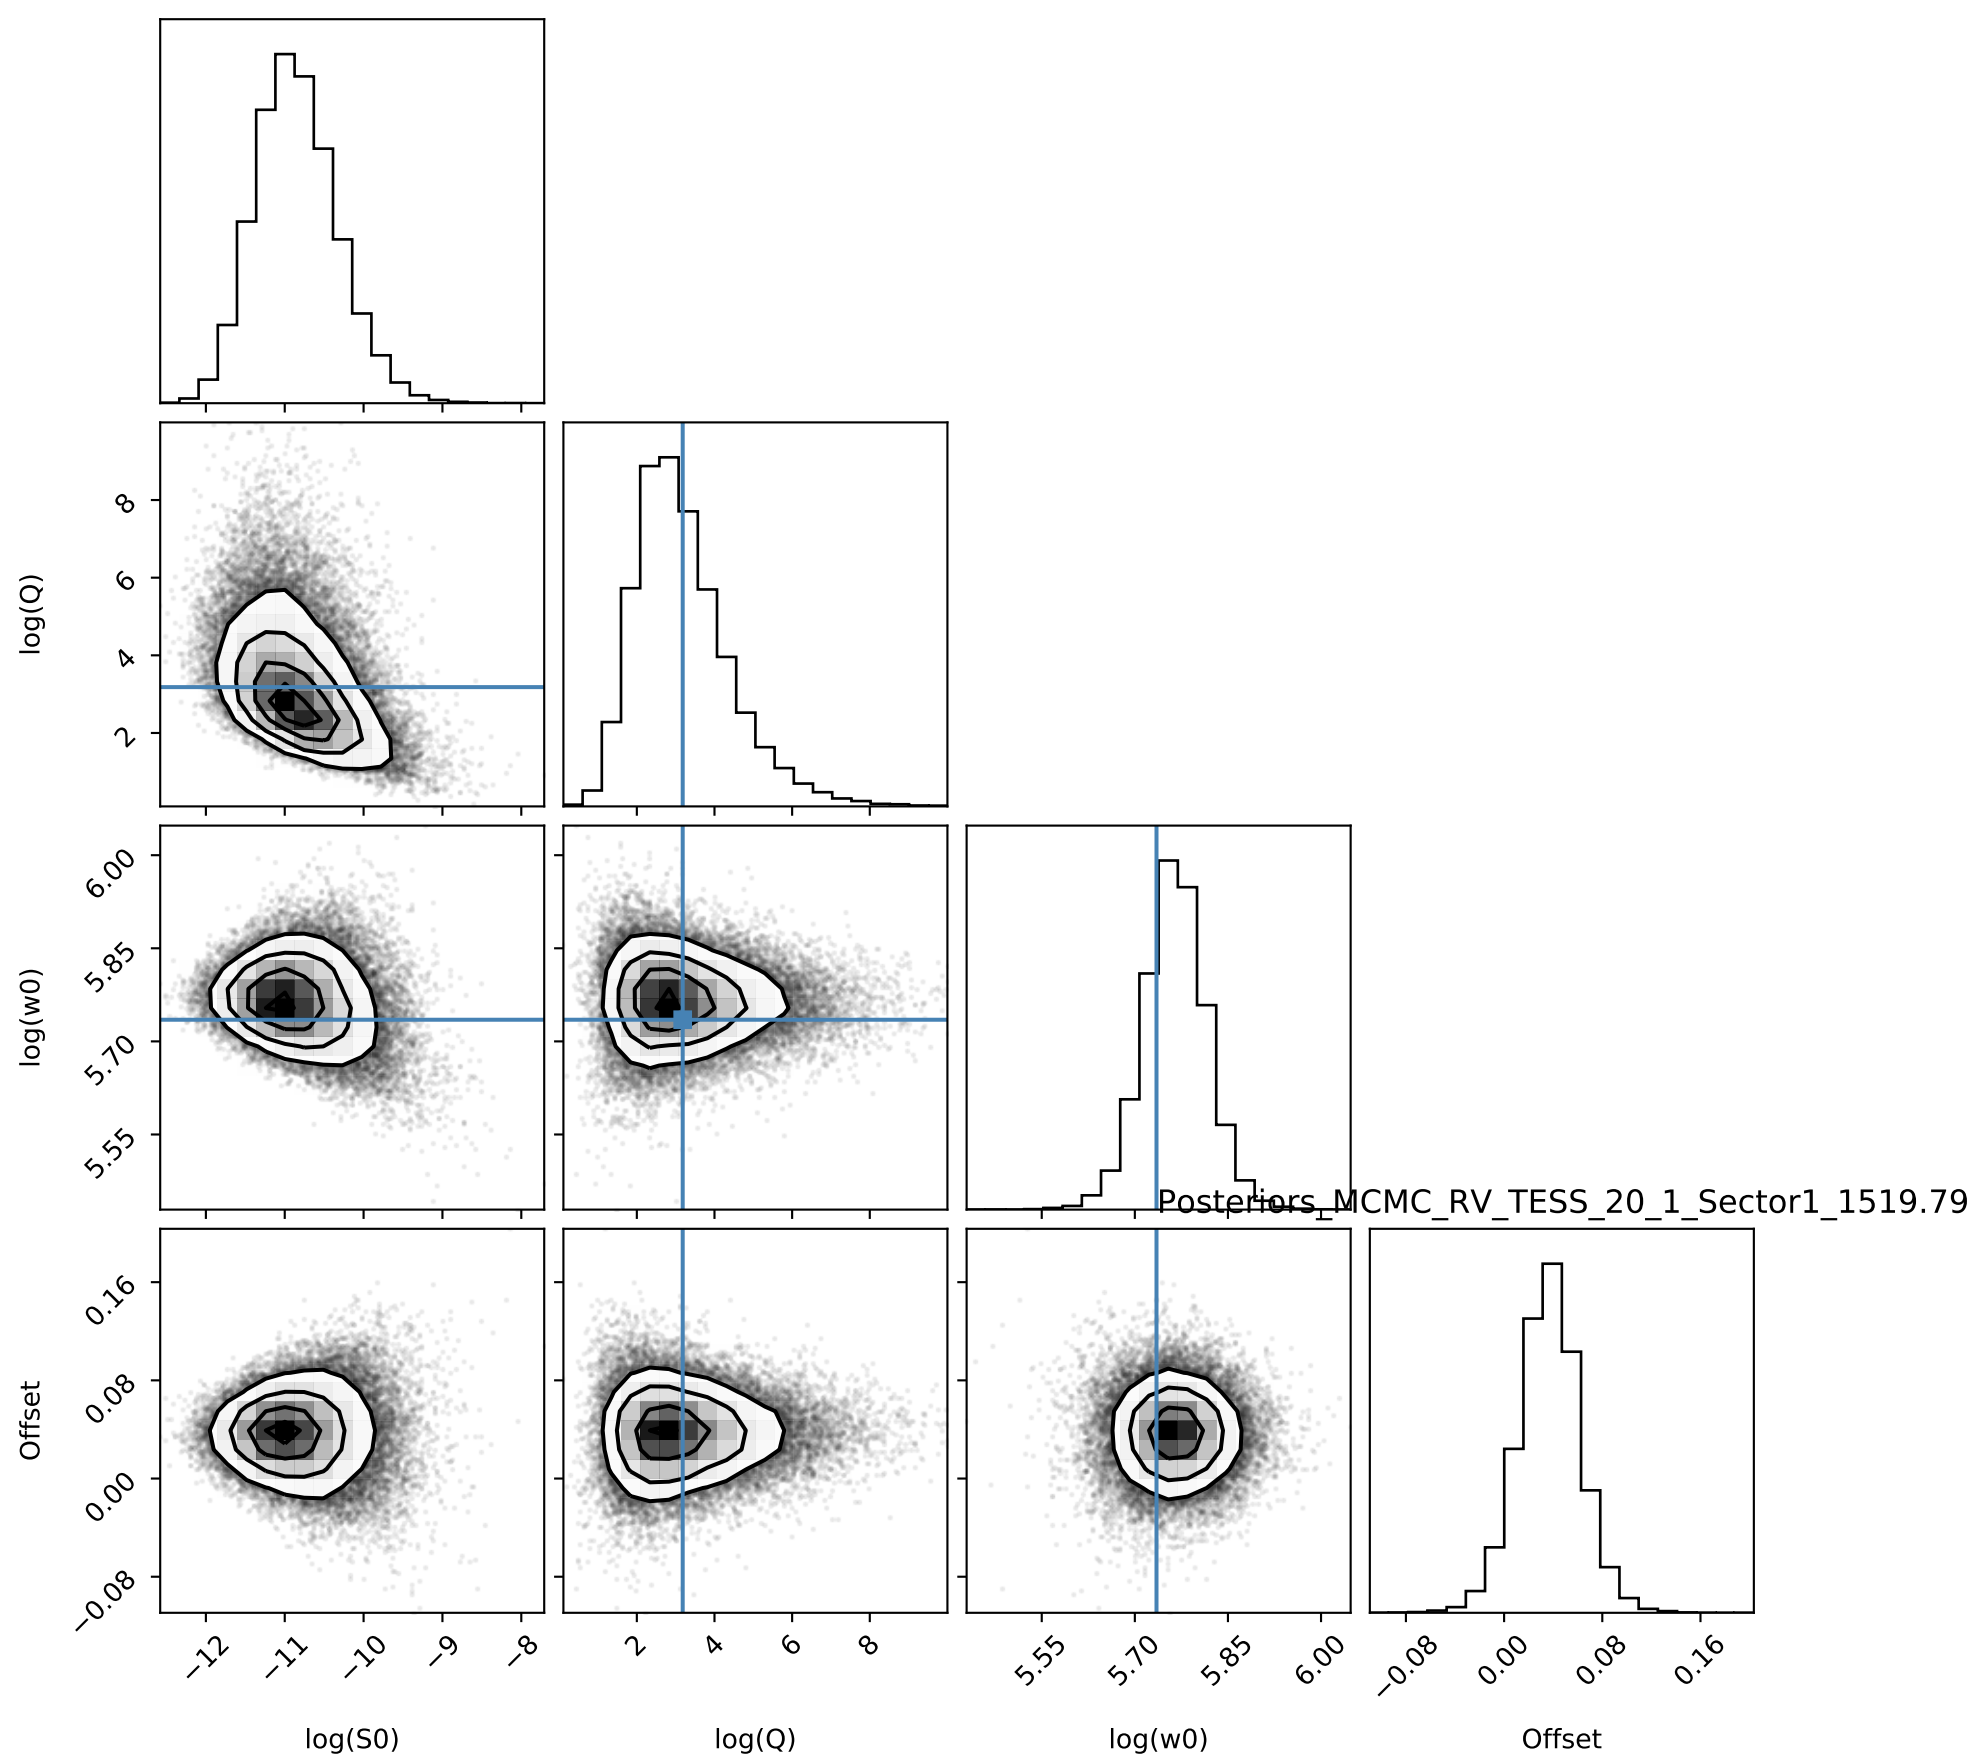 log(Q)
8
6
4
2
log(w0)
6.00
5.85
5.70
5.55
Posteriors_MCMC_RV_TESS_20_1_Sector1_1519.79
Offset
0.16
0.08
0.00
−0.08
−12 −11 −10 −9 −8 2 4 6 8 5.55 5.70 5.85 6.00 −0.08 0.00 0.08 0.16
log(S0) log(Q) log(w0) Offset